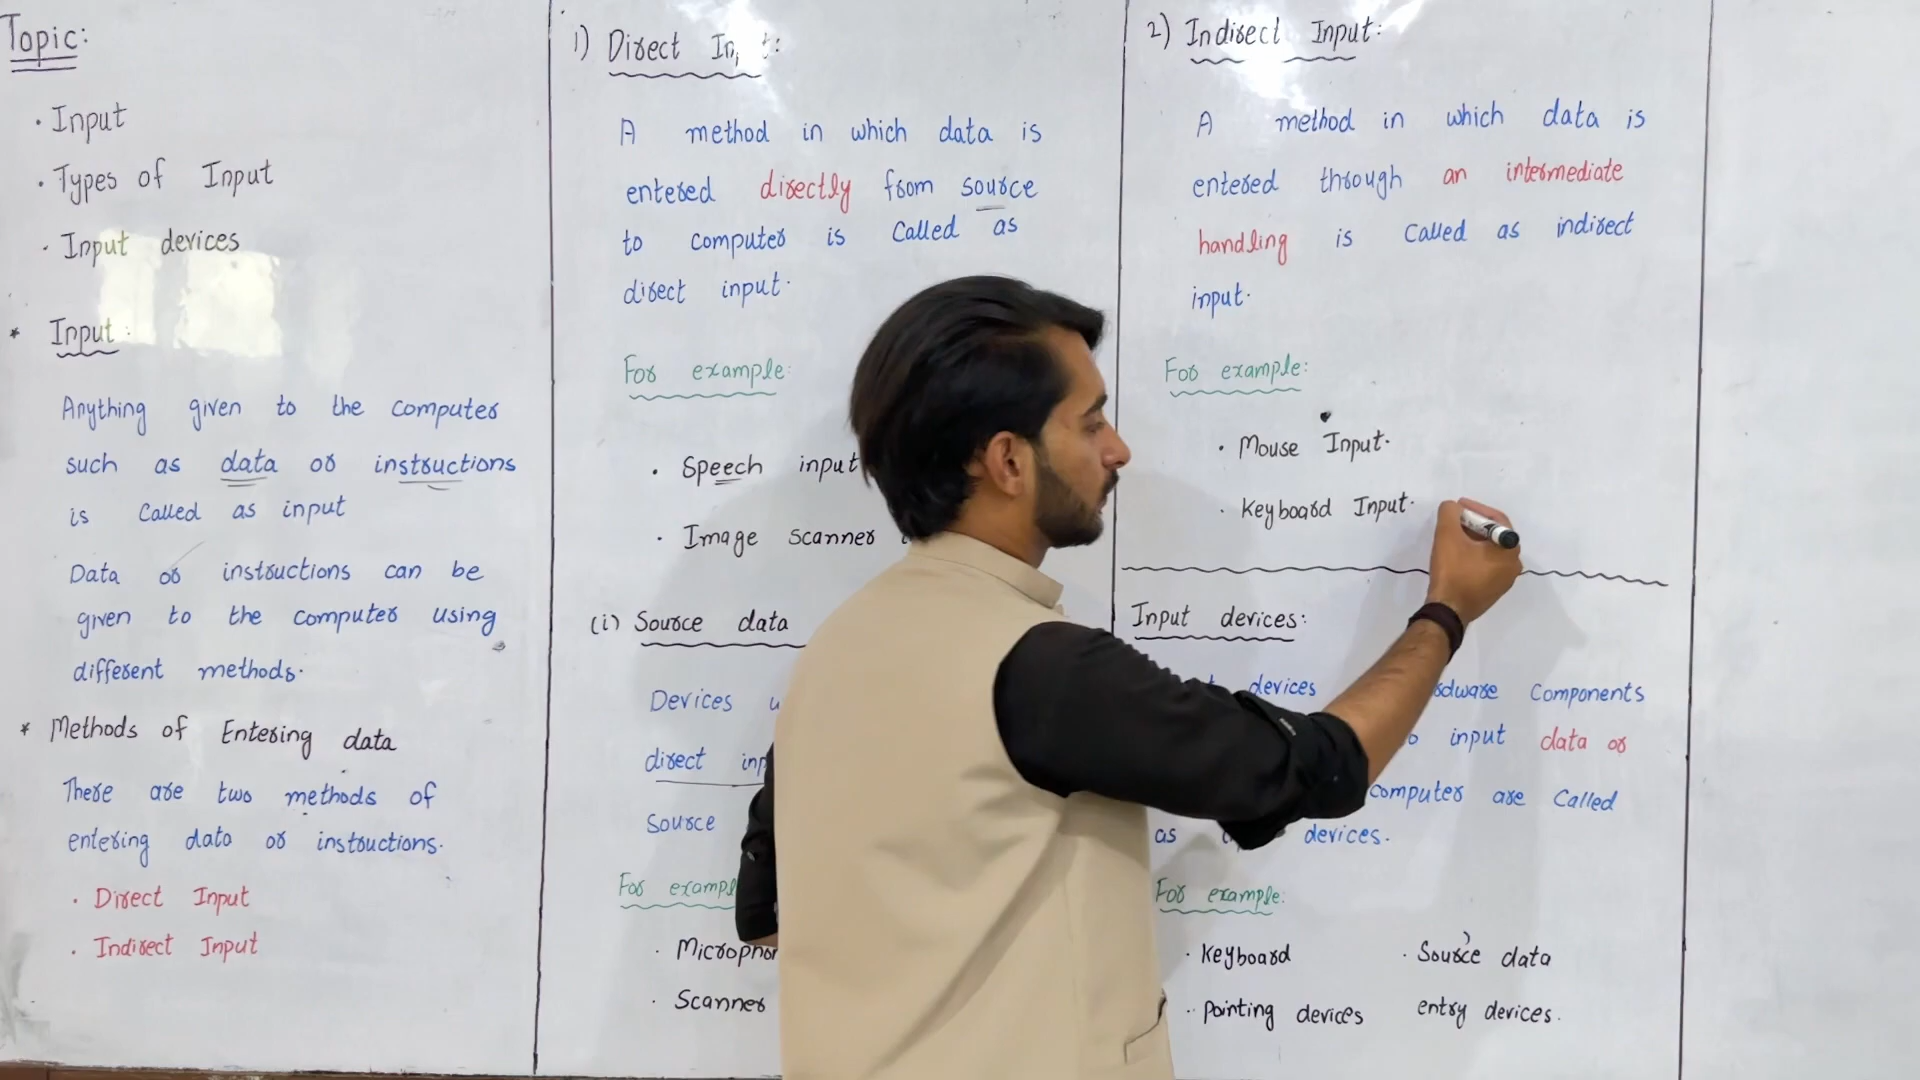 Topic:
· Input
· Types of Input
· Input devices
* Input:
Anything given to the computer
such as data or instructions
is Called as input
Data or instructions can be
given to the computer using
different methods.
* Methods of Entering data
There are two methods of
entering data or instructions.
· Direct Input
· Indirect Input
1) Direct
A method in which data is
entered directly from source
to computer is Called as
direct input.
For example:
· Speech input
· Image scanner
(i) Source data
Devices
direct
Source
For
· Scanner
2) Indirect Input:
A method in which data is
entered through an intermediate
handling is Called as indirect
input.
For example:
· Mouse Input.
· Keyboard Input.
Input devices:
devices Components
input data or
computer are Called
as devices.
For example:
· Keyboard
· Pointing devices
· Source data
entry devices.